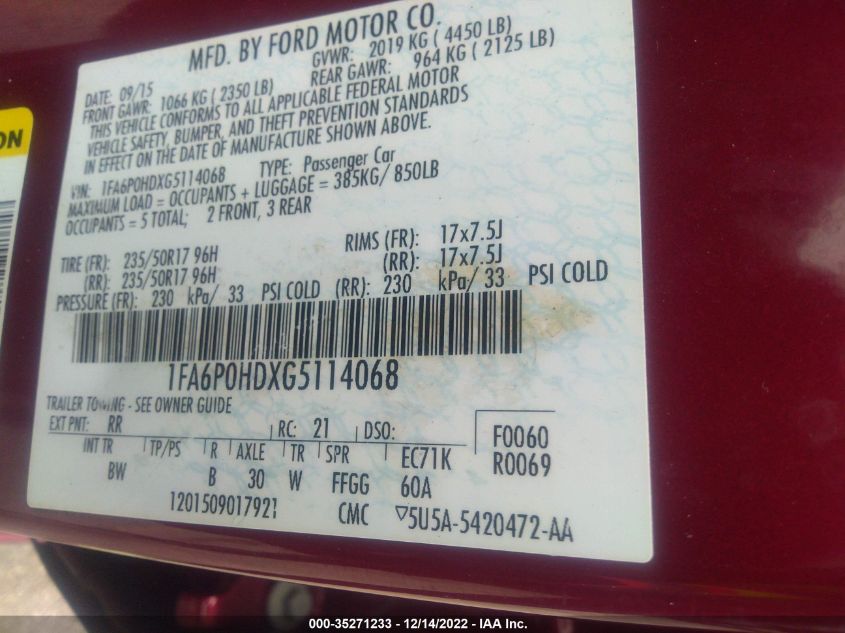 MFD. BY FORD MOTOR CO.
DATE: 09/15 GVWR: 2019 KG ( 4450 LB)
FRONT GAWR: 1066 KG ( 2350 LB) REAR GAWR: 964 KG ( 2125 LB)
THIS VEHICLE CONFORMS TO ALL APPLICABLE FEDERAL MOTOR
VEHICLE SAFETY, BUMPER, AND THEFT PREVENTION STANDARDS
IN EFFECT ON THE DATE OF MANUFACTURE SHOWN ABOVE.
VIN: 1FA6P0HDXG5114068 TYPE: Passenger Car
MAXIMUM LOAD = OCCUPANTS + LUGGAGE = 385KG/ 850LB
OCCUPANTS = 5 TOTAL; 2 FRONT, 3 REAR
TIRE (FR): 235/50R17 96H RIMS (FR): 17x7.5J
(RR): 235/50R17 96H (RR): 17x7.5J
PRESSURE (FR): 230 kPa/ 33 PSI COLD (RR): 230 kPa/ 33 PSI COLD
1FA6P0HDXG5114068
TRAILER TOWING - SEE OWNER GUIDE
EXT PNT: RR RC: 21 DSO: F0060
INT TR TP/PS R AXLE TR SPR EC71K R0069
BW B 30 W FFGG 60A
1201509017921 CMC ▽5U5A-5420472-AA
ON
000-35271233 - 12/14/2022 - IAA Inc.